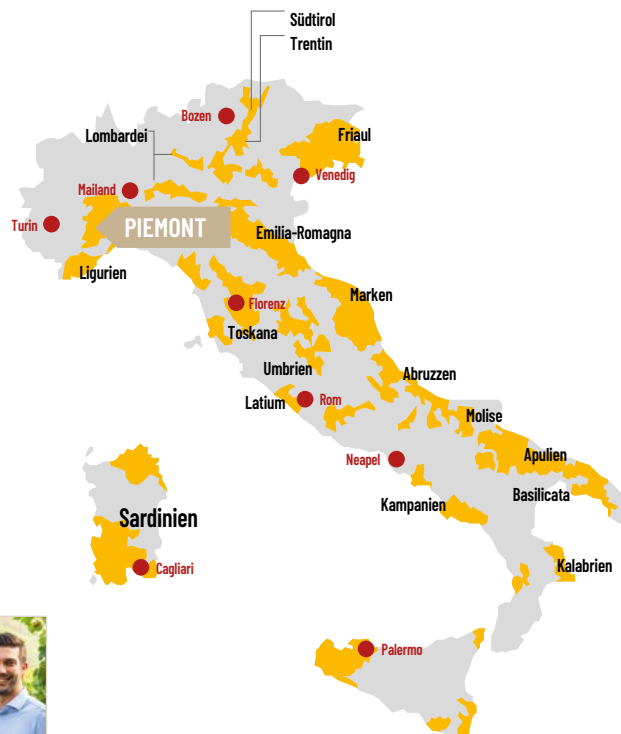 Südtirol
Trentin
Bozen
Lombardei
Friaul
Venedig
Mailand
Turin
PIEMONT
Emilia-Romagna
Ligurien
Marken
Florenz
Toskana
Umbrien
Abruzzen
Latium
Rom
Molise
Neapel
Apulien
Basilicata
Kampanien
Sardinien
Kalabrien
Cagliari
Palermo